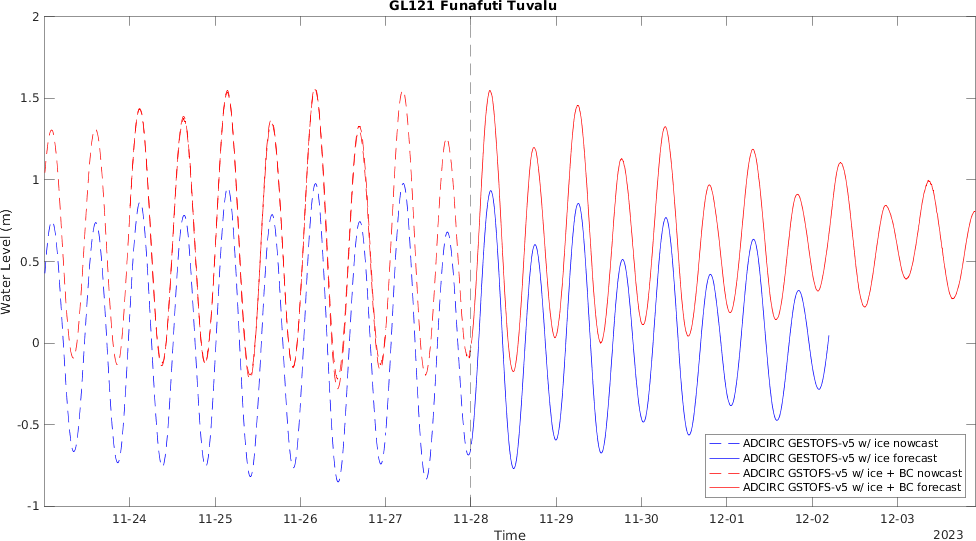 GL121 Funafuti Tuvalu
2
1.5
1
0.5
0
-0.5
-1
Water Level (m)
11-24
11-25
11-26
11-27
11-28
11-29
11-30
12-01
12-02
12-03
Time
2023
ADCIRC GESTOFS-v5 w/ ice nowcast
ADCIRC GESTOFS-v5 w/ ice forecast
ADCIRC GSTOFS-v5 w/ ice + BC nowcast
ADCIRC GSTOFS-v5 w/ ice + BC forecast